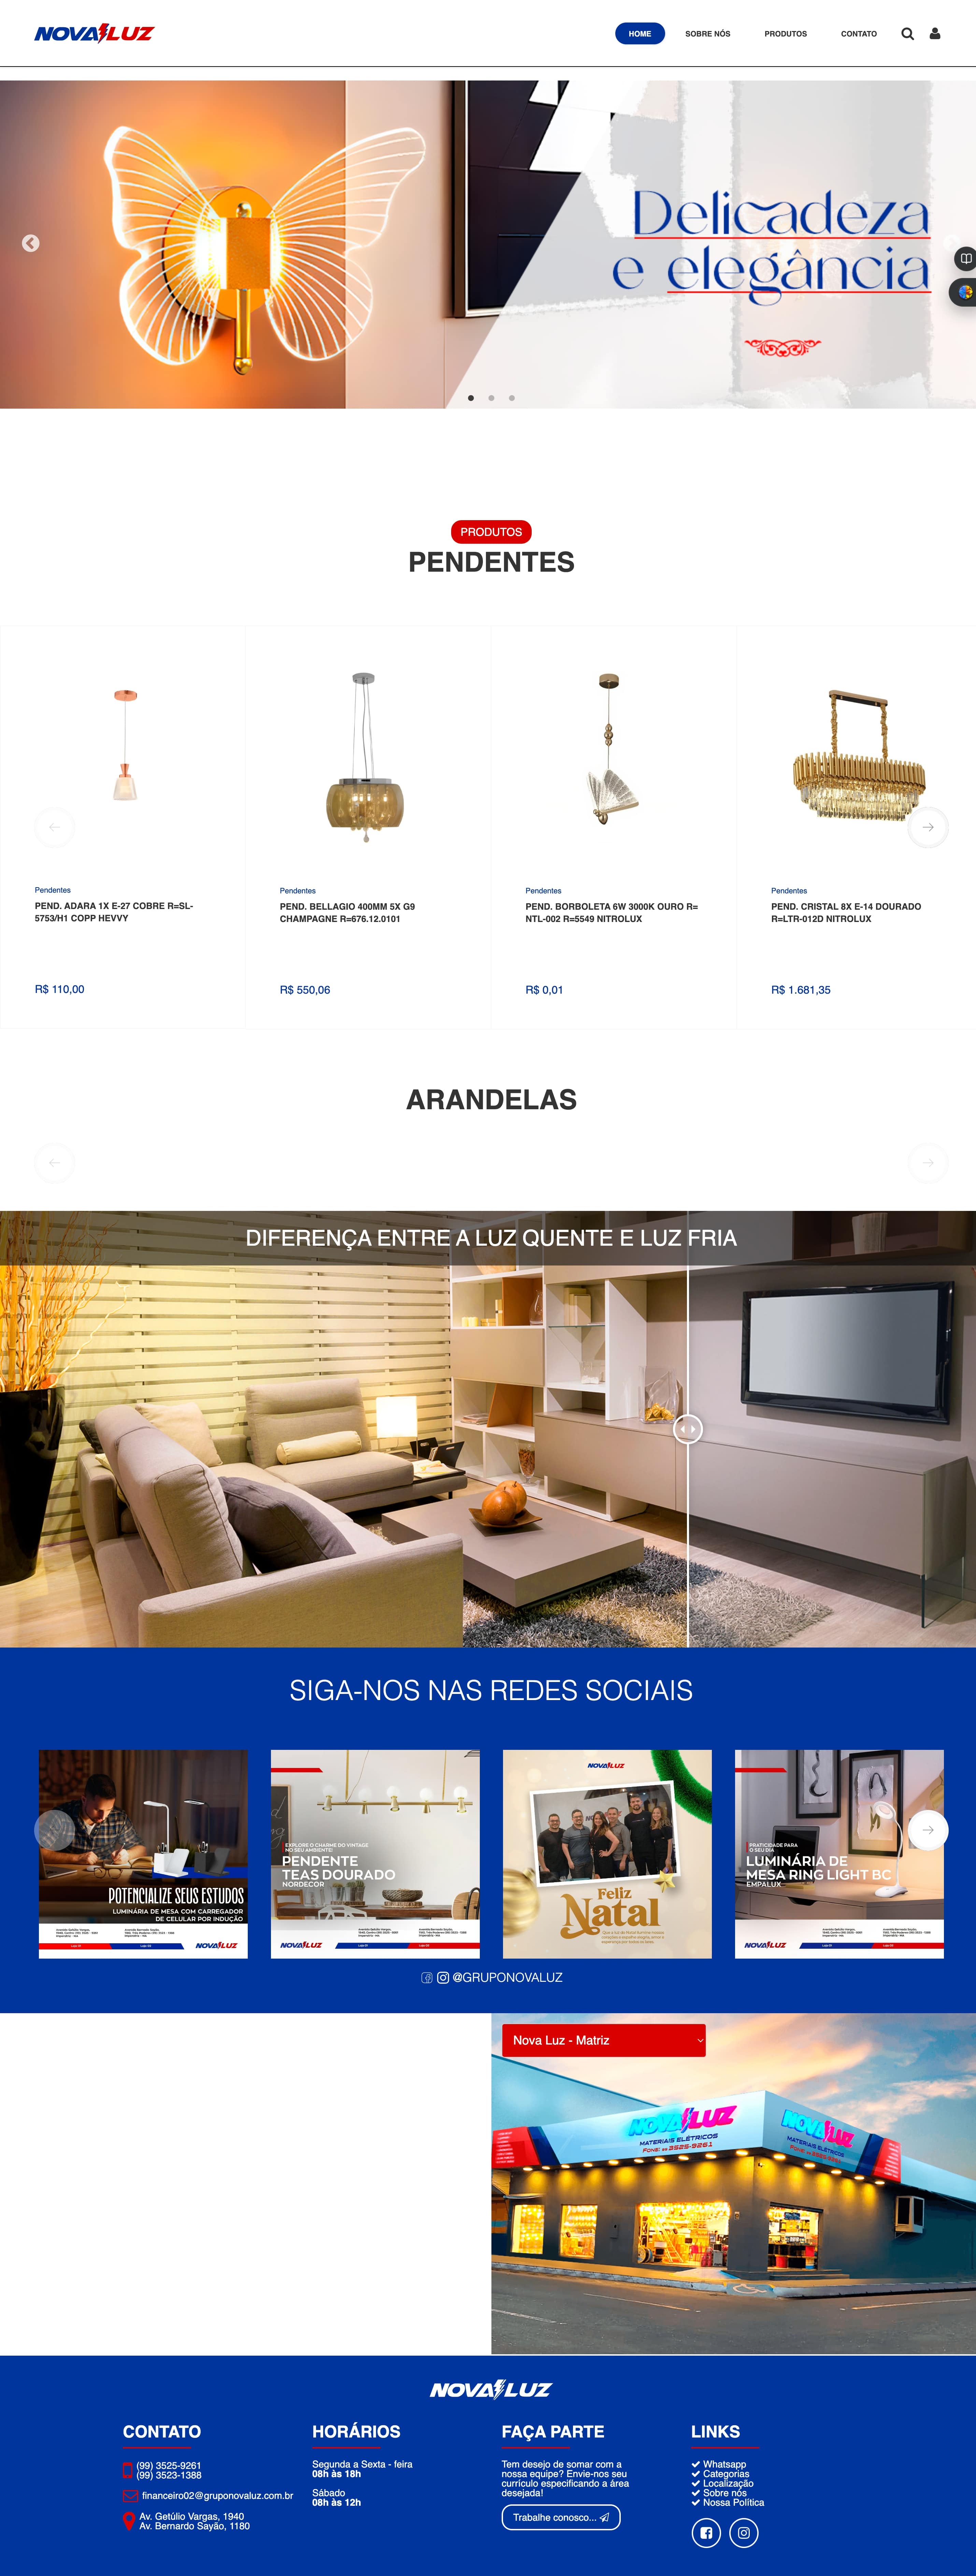 NOVALUZ
HOME
SOBRE NÓS
PRODUTOS
CONTATO
Delicadeza
e elegância
PRODUTOS
PENDENTES
Pendentes
PEND. ADARA 1X E-27 COBRE R=SL-
5753/H1 COPP HEVVY
R$ 110,00
Pendentes
PEND. BELLAGIO 400MM 5X G9
CHAMPAGNE R=676.12.0101
R$ 550,06
Pendentes
PEND. BORBOLETA 6W 3000K OURO R=
NTL-002 R=5549 NITROLUX
R$ 0,01
Pendentes
PEND. CRISTAL 8X E-14 DOURADO
R=LTR-012D NITROLUX
R$ 1.681,35
ARANDELAS
DIFERENÇA ENTRE A LUZ QUENTE E LUZ FRIA
SIGA-NOS NAS REDES SOCIAIS
POTENCIALIZE SEUS ESTUDOS
LUMINÁRIA DE MESA COM CARREGADOR
DE CELULAR POR INDUÇÃO
NOVALUZ
EXPLORE O CHARME DO VINTAGE
NO SEU AMBIENTE!
PENDENTE
TEAS DOURADO
NORDECOR
NOVALUZ
NOVALUZ
Feliz
Natal
PRATICIDADE PARA
O SEU DIA
LUMINÁRIA DE
MESA RING LIGHT BC
EMPALUX
NOVALUZ
@GRUPONOVALUZ
Nova Luz - Matriz
NOVALUZ
MATERIAIS ELÉTRICOS
FONE: 99 3525-9261
NOVALUZ
MATERIAIS ELÉTRICOS
NOVALUZ
CONTATO
(99) 3525-9261
(99) 3523-1388
financeiro02@gruponovaluz.com.br
Av. Getúlio Vargas, 1940
Av. Bernardo Sayão, 1180
HORÁRIOS
Segunda a Sexta - feira
08h às 18h
Sábado
08h às 12h
FAÇA PARTE
Tem desejo de somar com a
nossa equipe? Envie-nos seu
currículo especificando a área
desejada!
Trabalhe conosco...
LINKS
Whatsapp
Categorias
Localização
Sobre nós
Nossa Política